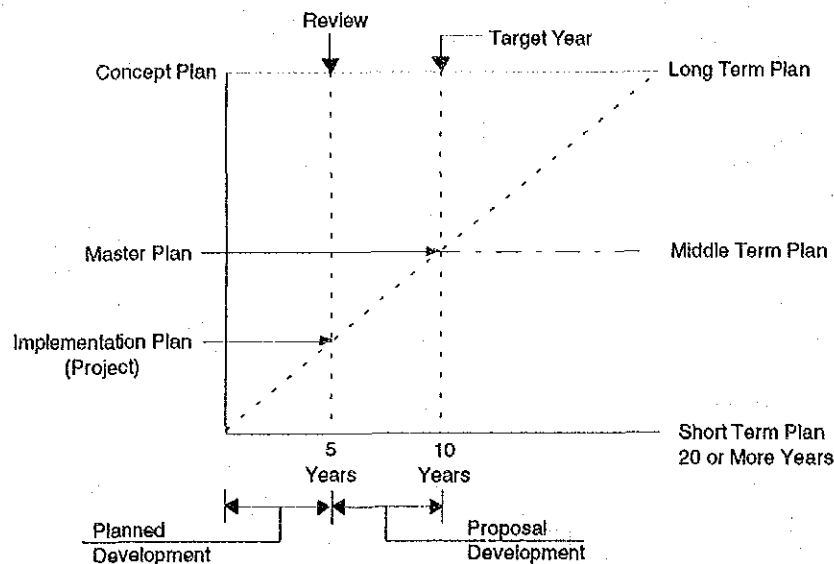 Review
Target Year
Concept Plan
Long Term Plan
Master Plan
Middle Term Plan
Implementation Plan
(Project)
Short Term Plan
20 or More Years
5
Years
10
Years
Planned
Development
Proposal
Development